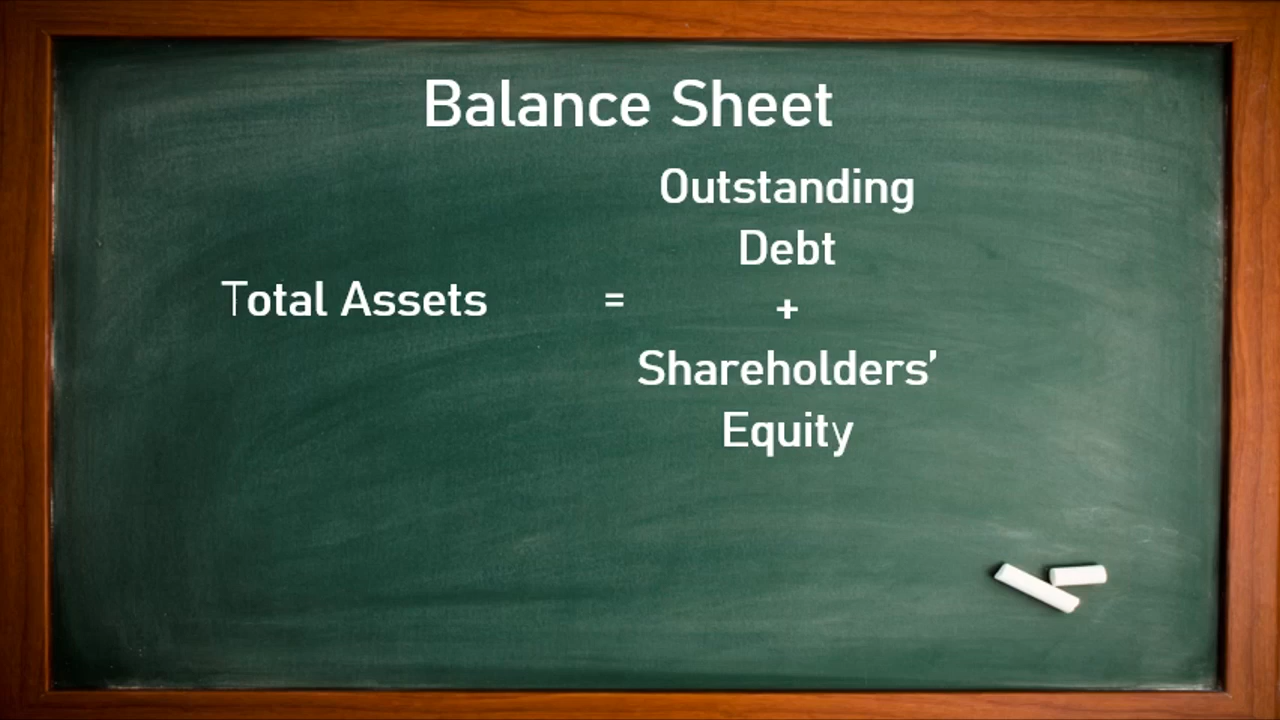 Balance Sheet
Outstanding
Debt
Total Assets = +
Shareholders’
Equity